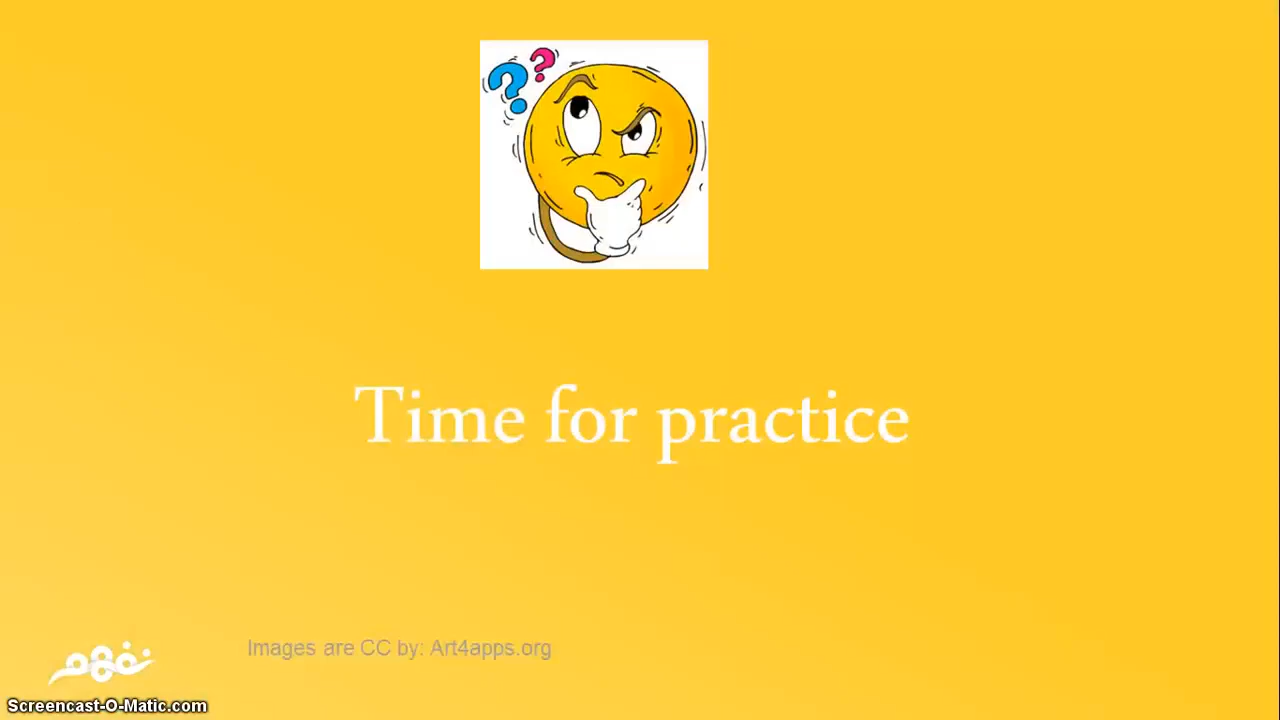 ? ?
Time for practice
Images are CC by: Art4apps.org
نفهم
Screencast-O-Matic.com